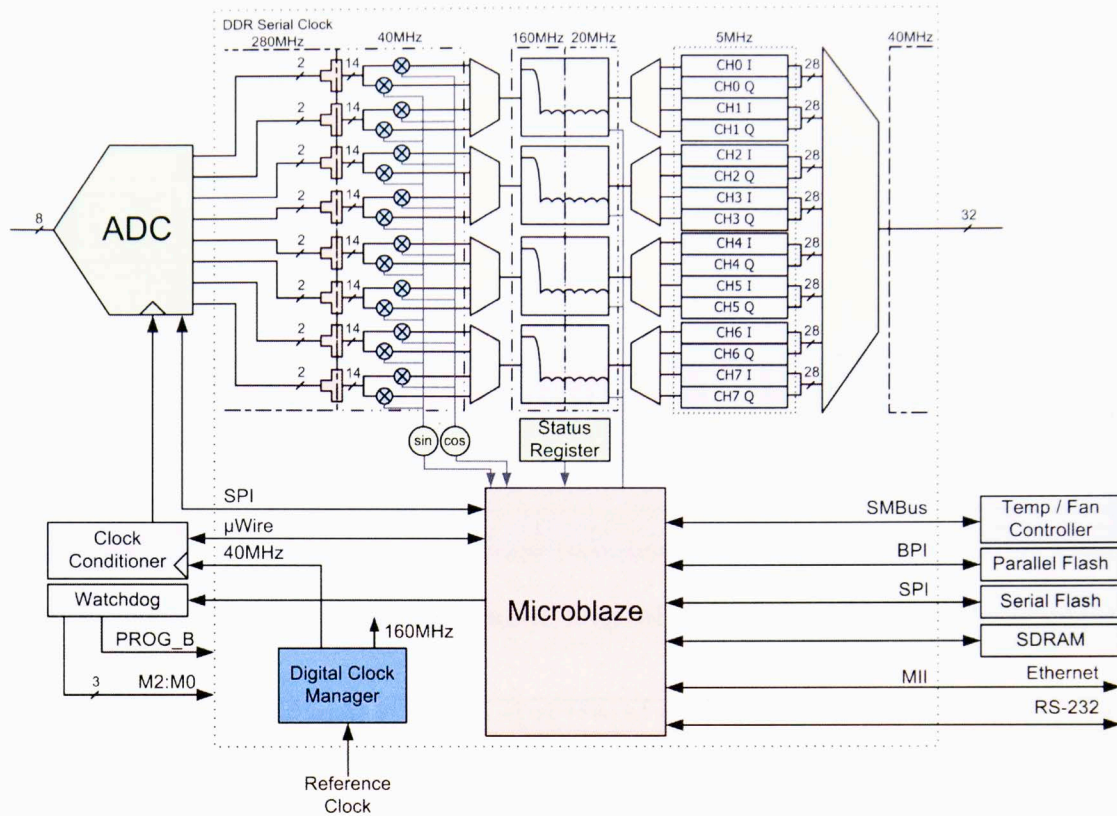 DDR Serial Clock
280MHz
40MHz
160MHz
20MHz
5MHz
40MHz
2
14
2
14
2
14
2
14
2
14
2
14
2
14
2
14
CH0 I
CH0 Q
28
CH1 I
CH1 Q
28
CH2 I
CH2 Q
28
CH3 I
CH3 Q
28
CH4 I
CH4 Q
28
CH5 I
CH5 Q
28
CH6 I
CH6 Q
28
CH7 I
CH7 Q
28
8
ADC
32
sin
cos
Status
Register
SPI
µWire
40MHz
Clock
Conditioner
Watchdog
PROG_B
3
M2:M0
160MHz
Digital Clock
Manager
Reference
Clock
Microblaze
SMBus
Temp / Fan
Controller
BPI
Parallel Flash
SPI
Serial Flash
SDRAM
MII
Ethernet
RS-232